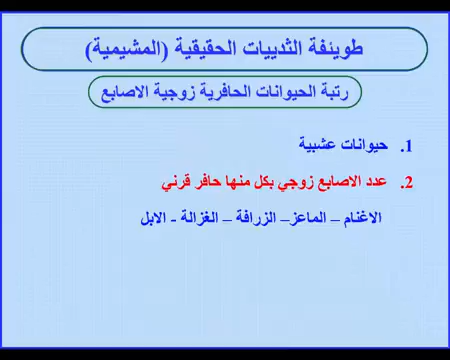 طويئفة الثدييات الحقيقية (المشيمية)
رتبة الحيوانات الحافرية زوجية الاصابع
1. حيوانات عشبية
2. عدد الاصابع زوجي بكل منها حافر قرني
الاغنام – الماعز– الزرافة – الغزالة - الابل